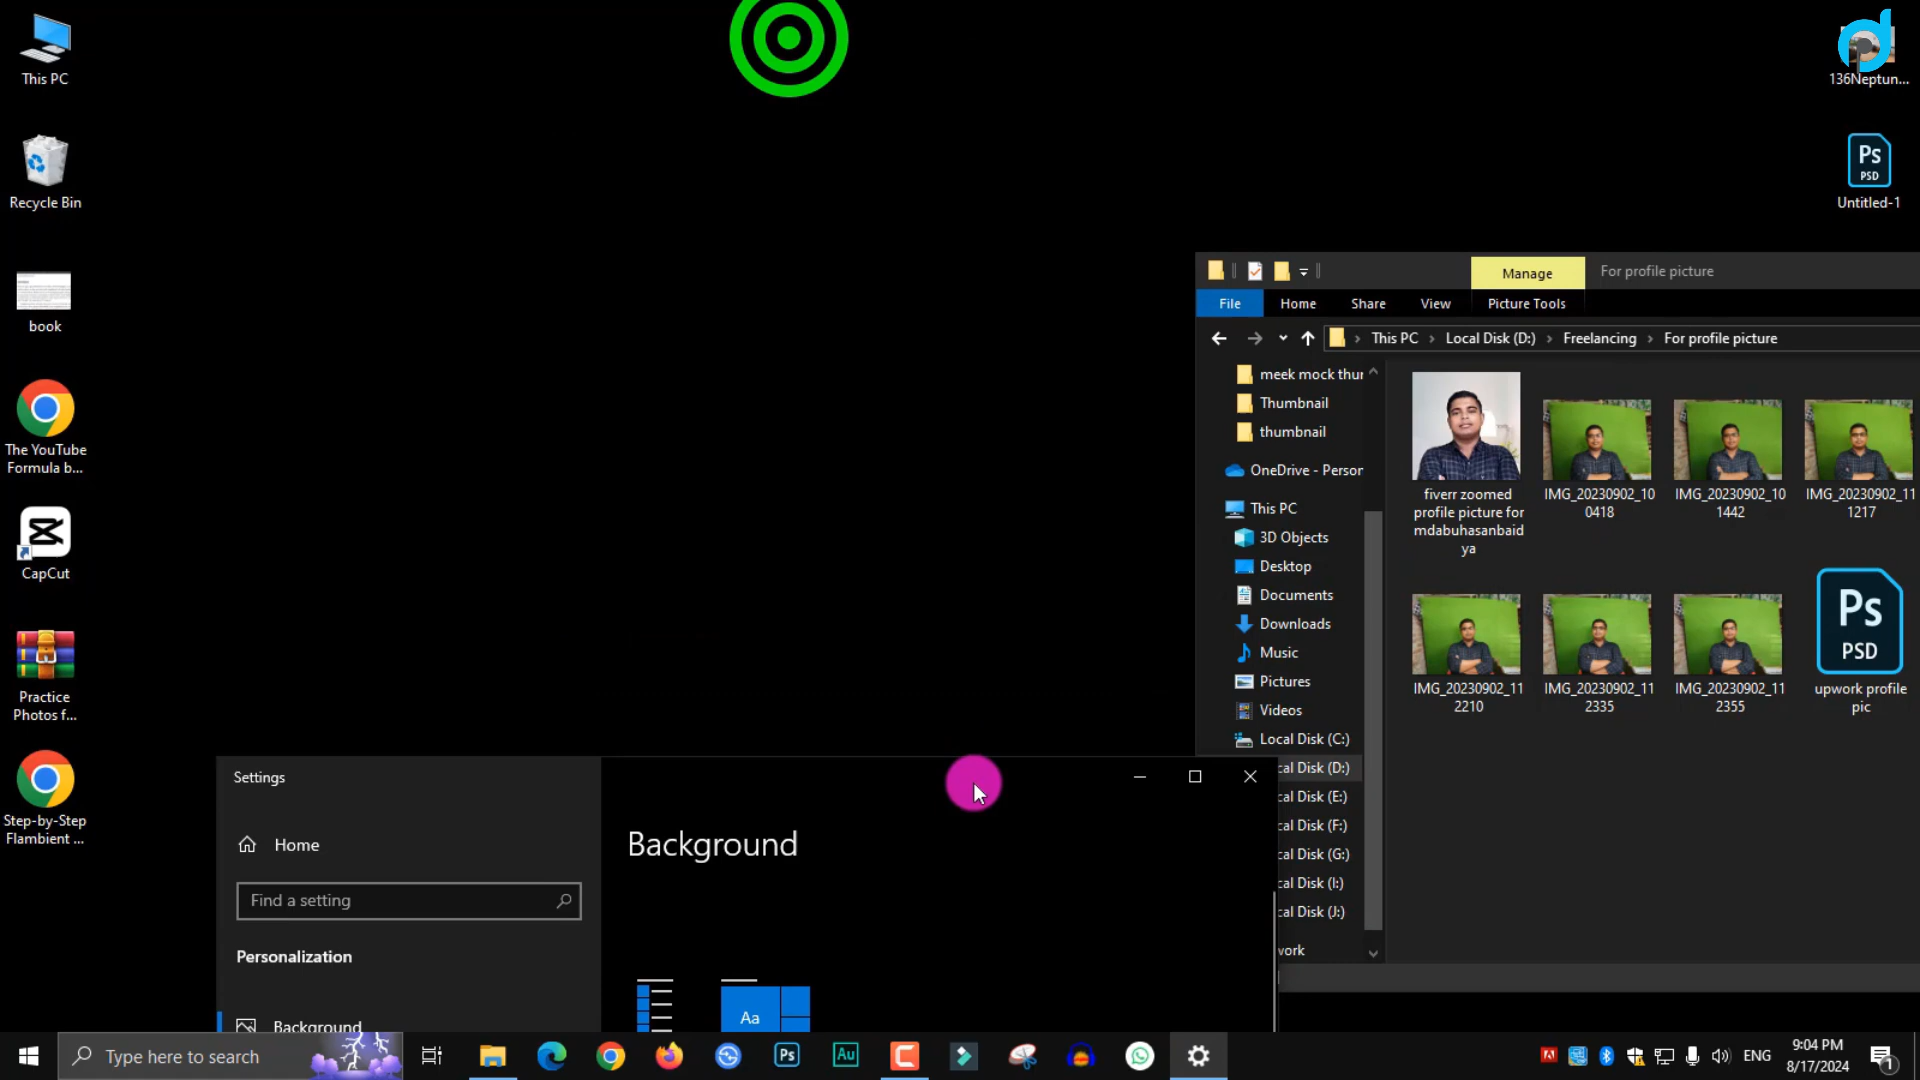 This PC
Recycle Bin
book
The YouTube
Formula b...
CapCut
Practice
Photos f...
Step-by-Step
Flambient ...
136Neptun...
Ps
PSD
Untitled-1
Manage
For profile picture
File
Home
Share
View
Picture Tools
This PC
Local Disk (D:)
Freelancing
For profile picture
meek mock thur
Thumbnail
thumbnail
OneDrive - Person
This PC
3D Objects
Desktop
Documents
Downloads
Music
Pictures
Videos
Local Disk (C:)
cal Disk (D:)
cal Disk (E:)
cal Disk (F:)
cal Disk (G:)
cal Disk (I:)
cal Disk (J:)
work
fiverr zoomed
profile picture for
mdabuhasanbaid
ya
IMG_20230902_10
0418
IMG_20230902_10
1442
IMG_20230902_11
1217
IMG_20230902_11
2210
IMG_20230902_11
2335
IMG_20230902_11
2355
Ps
PSD
upwork profile
pic
Settings
Home
Find a setting
Personalization
Background
Background
Aa
Type here to search
Ps
Au
ENG
9:04 PM
8/17/2024
1